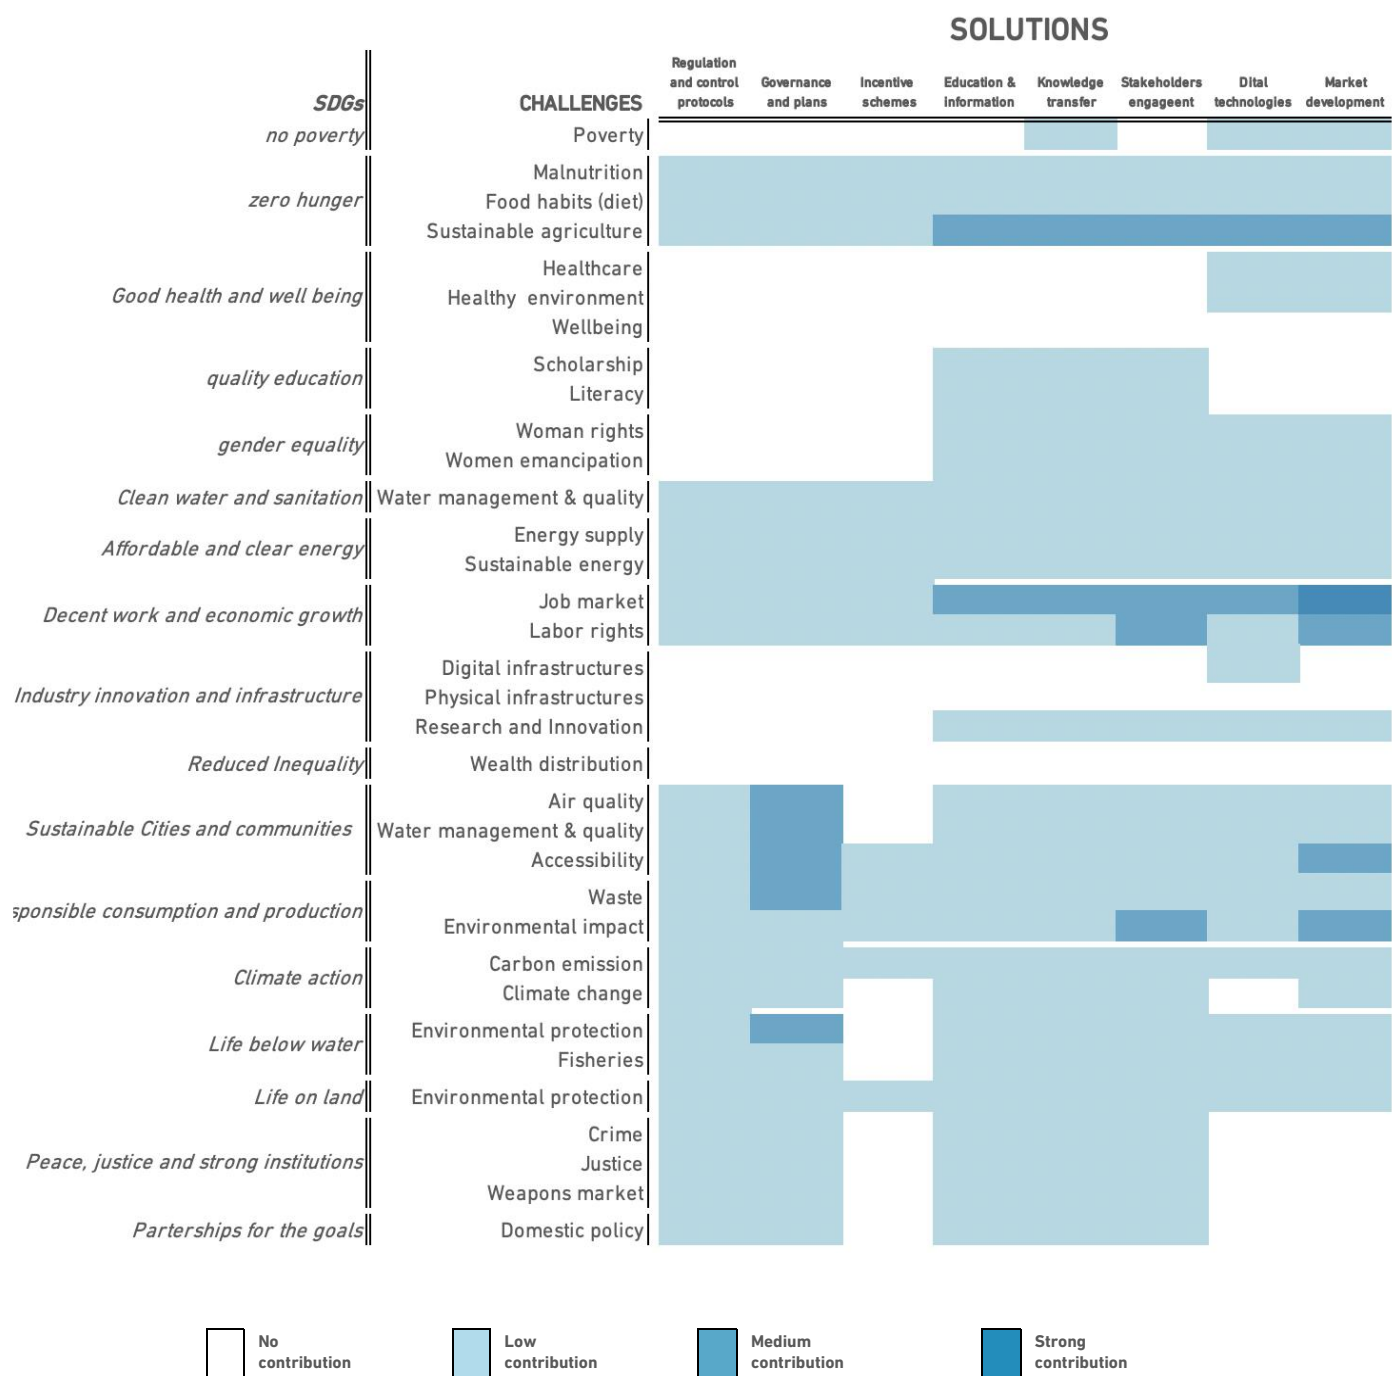 SOLUTIONS
Regulation
and control
protocols
Governance
and plans
Incentive
schemes
Education &
information
Knowledge
transfer
Stakeholders
engageent
Dital
technologies
Market
development
SDGs
CHALLENGES
no poverty
Poverty
zero hunger
Malnutrition
Food habits (diet)
Sustainable agriculture
Good health and well being
Healthcare
Healthy environment
Wellbeing
quality education
Scholarship
Literacy
gender equality
Woman rights
Women emancipation
Clean water and sanitation
Water management & quality
Affordable and clear energy
Energy supply
Sustainable energy
Decent work and economic growth
Job market
Labor rights
Industry innovation and infrastructure
Digital infrastructures
Physical infrastructures
Research and Innovation
Reduced Inequality
Wealth distribution
Sustainable Cities and communities
Air quality
Water management & quality
Accessibility
sponsible consumption and production
Waste
Environmental impact
Climate action
Carbon emission
Climate change
Life below water
Environmental protection
Fisheries
Life on land
Environmental protection
Peace, justice and strong institutions
Crime
Justice
Weapons market
Parterships for the goals
Domestic policy
No
contribution
Low
contribution
Medium
contribution
Strong
contribution